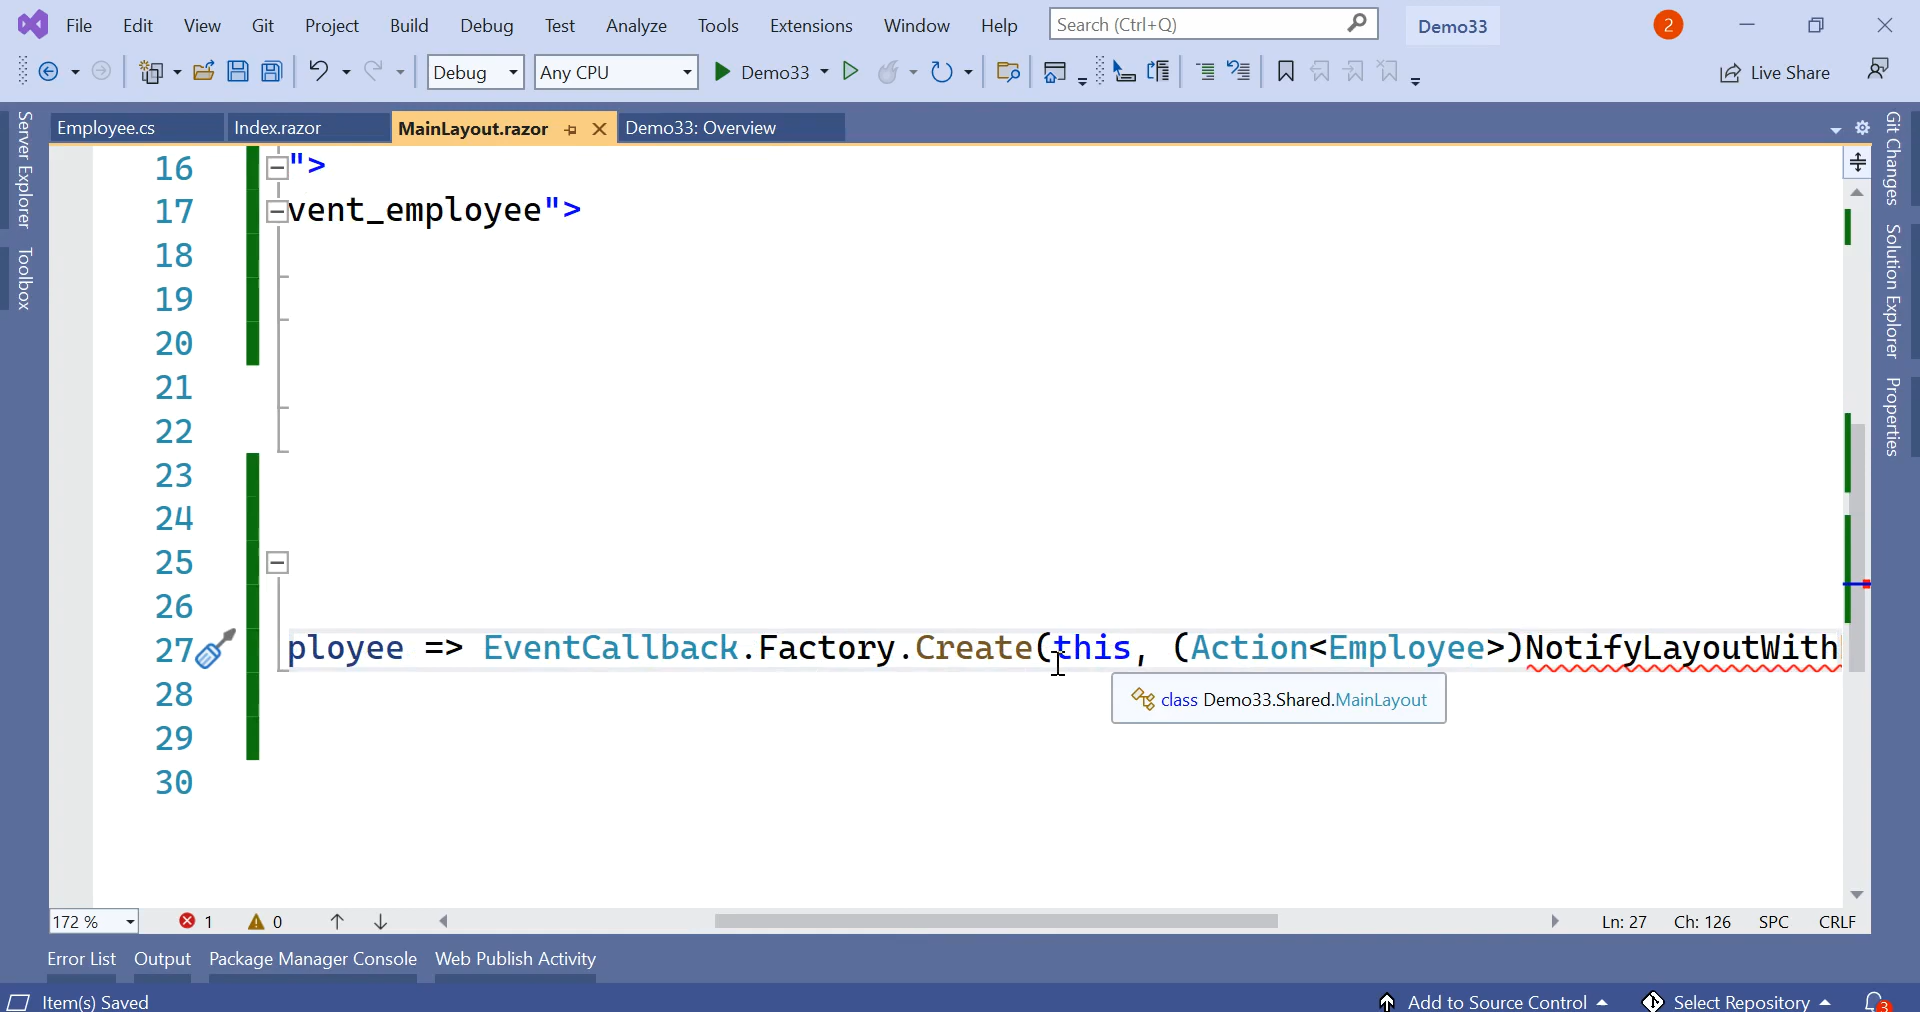 File Edit View Git Project Build Debug Test Analyze Tools Extensions Window Help Search (Ctrl+Q) Demo33 2
Debug Any CPU Demo33 Live Share
Employee.cs Index.razor MainLayout.razor Demo33: Overview
Server Explorer
Toolbox
Git Changes
Solution Explorer
Properties
16 ">
17 vent_employee">
18
19
20
21
22
23
24
25
26
27 ployee => EventCallback.Factory.Create(this, (Action<Employee>)NotifyLayoutWith
class Demo33.Shared.MainLayout
28
29
30
172 % 1 0 Ln: 27 Ch: 126 SPC CRLF
Error List Output Package Manager Console Web Publish Activity
Item(s) Saved Add to Source Control Select Repository 3